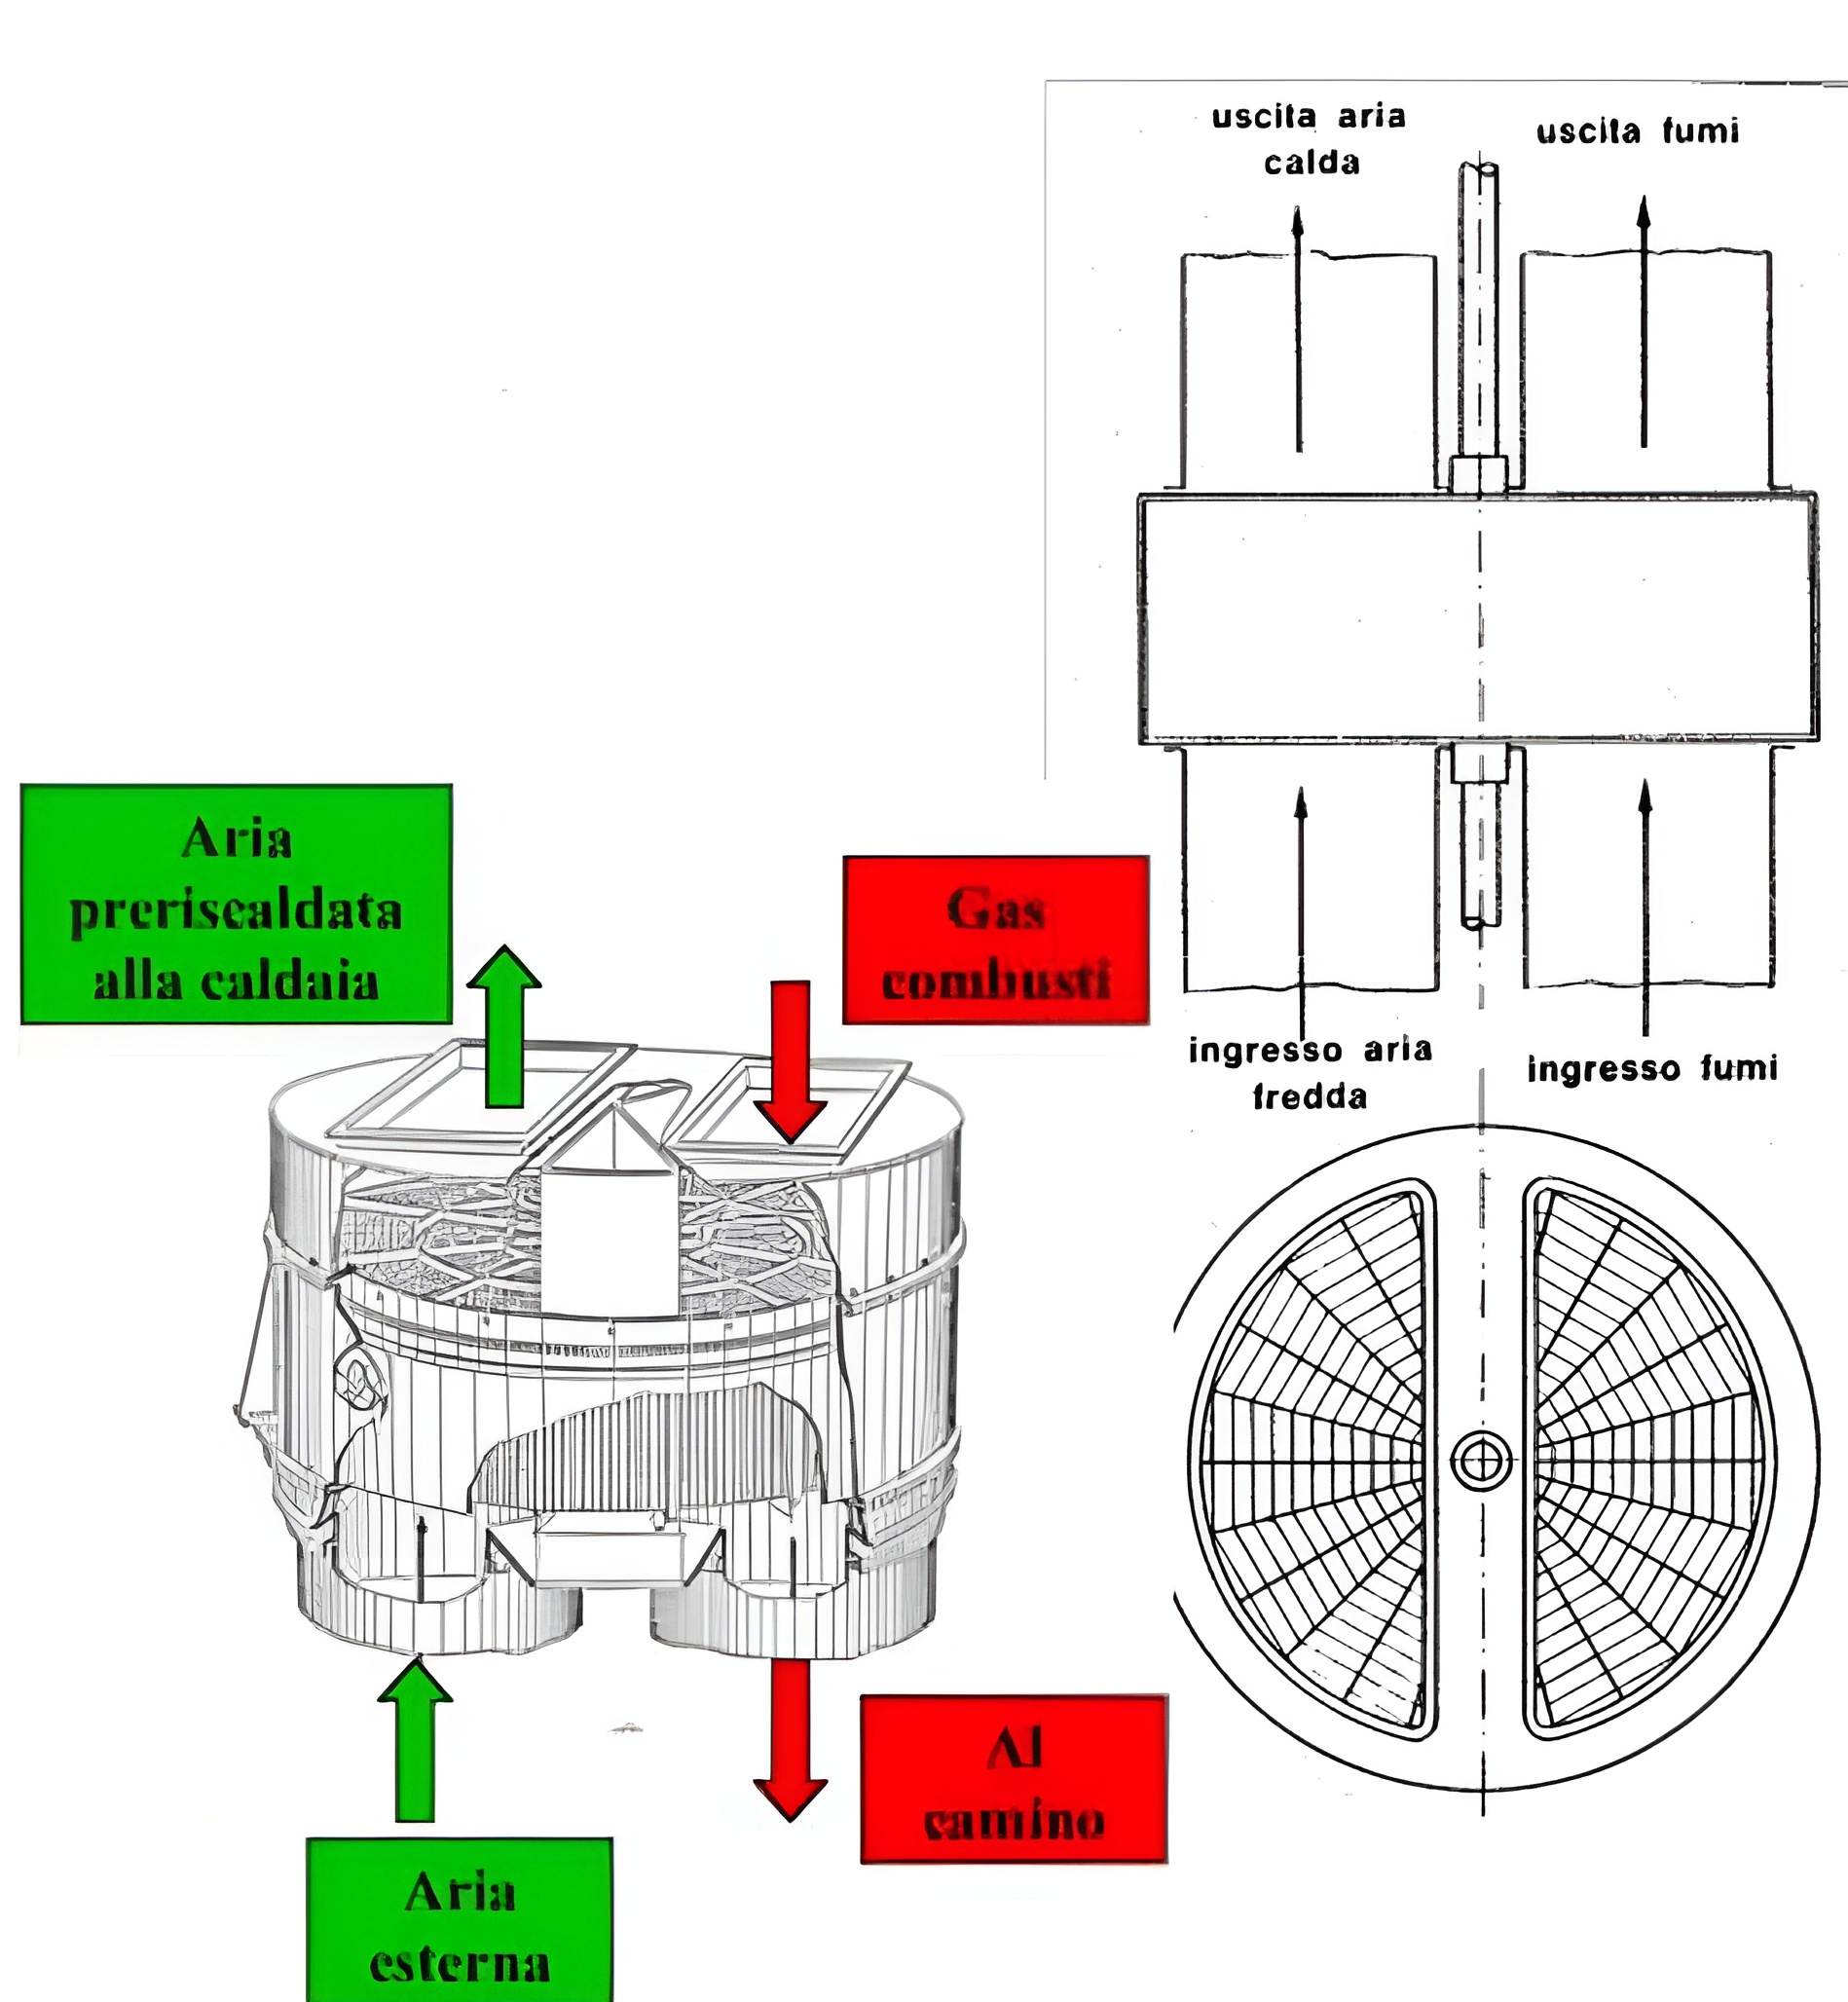 uscita aria
calda
uscita fumi
ingresso aria
fredda
ingresso fumi
Aria
preriscaldata
alla caldaia
Gas
combusti
Al
camino
Aria
esterna